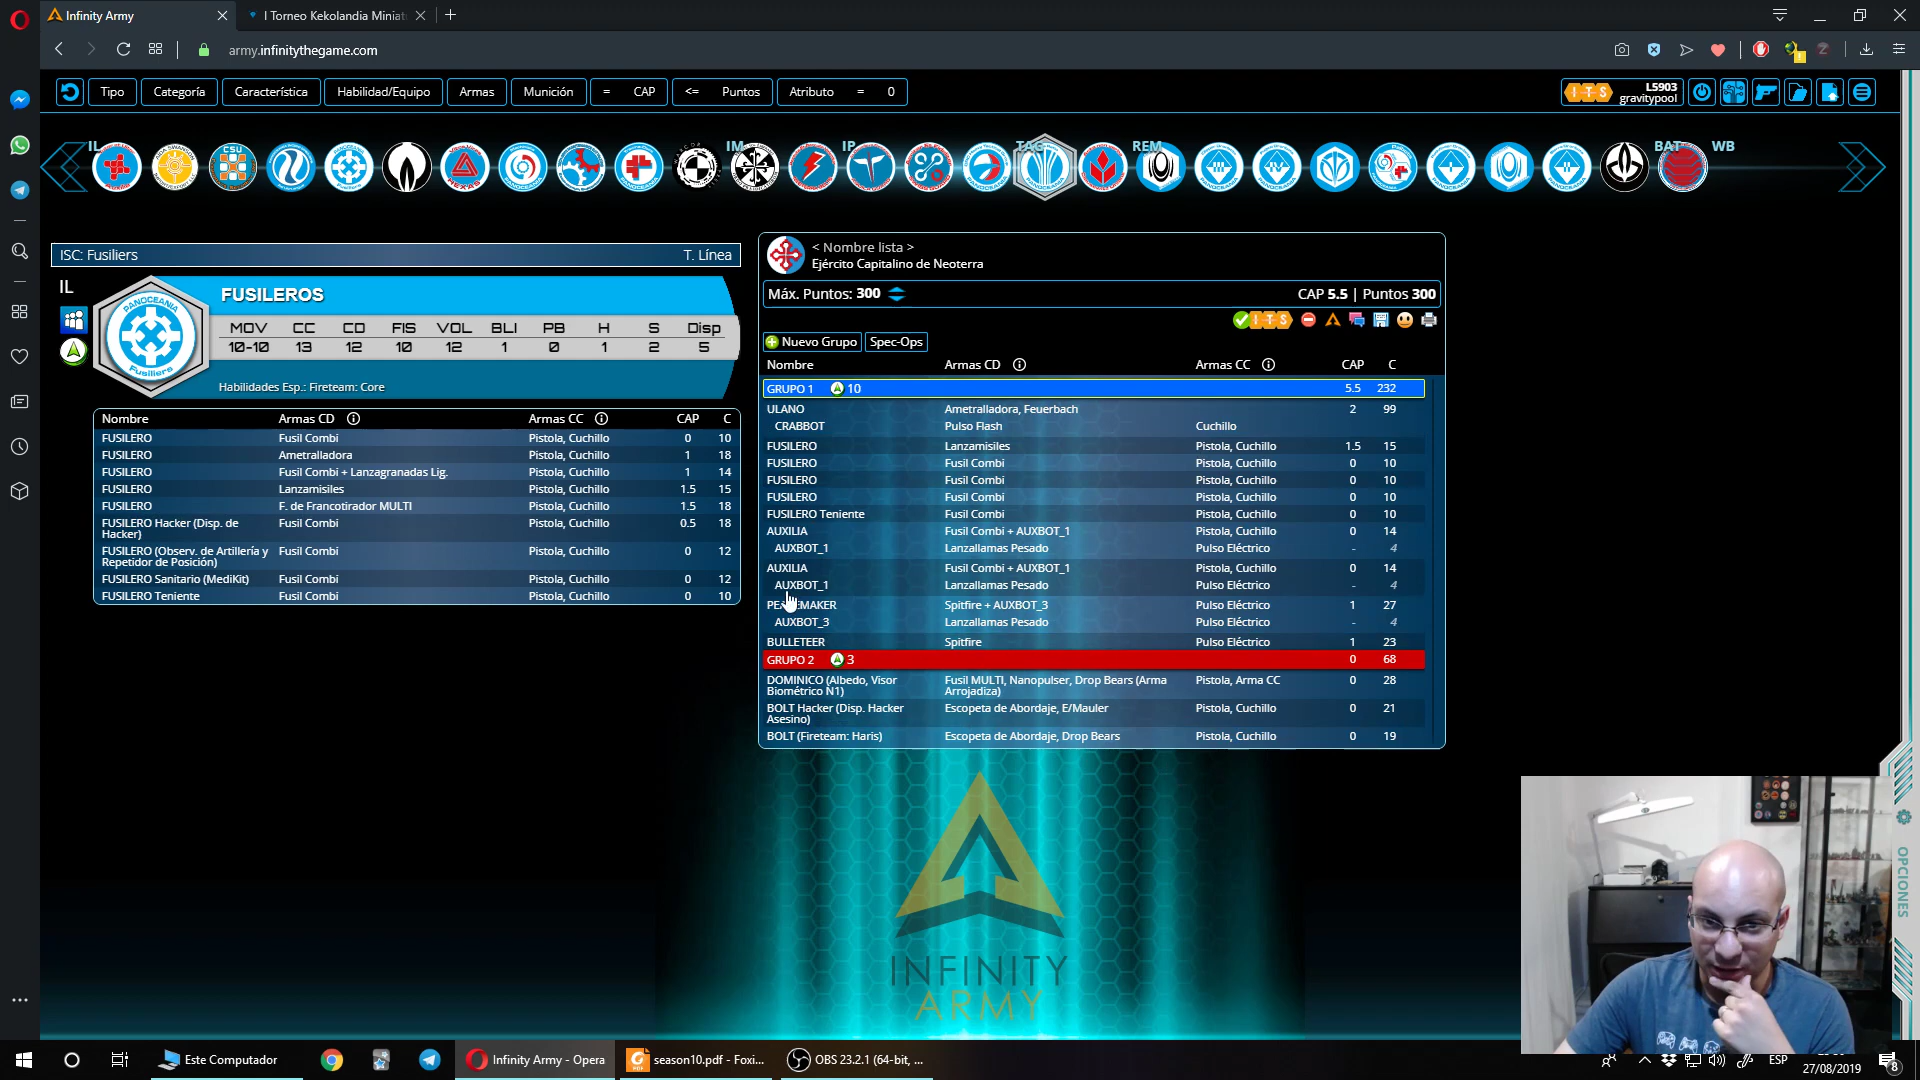 Infinity Army
I Torneo Kekolandia Miniat
army.infinitythegame.com
Tipo
Categoría
Característica
Habilidad/Equipo
Armas
Munición
= CAP
<= Puntos
Atributo = 0
ITS
L5903
gravitypool
IL
IM
IP
TAG
REM
BAT
WB
ISC: Fusiliers
T. Línea
IL
PANOCEANIA
Fusiliers
FUSILEROS
MOV CC CD FIS VOL BLI PB H S Disp
10-10 13 12 10 12 1 0 1 2 5
Habilidades Esp.: Fireteam: Core
Nombre Armas CD Armas CC CAP C
FUSILERO Fusil Combi Pistola, Cuchillo 0 10
FUSILERO Ametralladora Pistola, Cuchillo 1 18
FUSILERO Fusil Combi + Lanzagranadas Lig. Pistola, Cuchillo 1 14
FUSILERO Lanzamisiles Pistola, Cuchillo 1.5 15
FUSILERO F. de Francotirador MULTI Pistola, Cuchillo 1.5 18
FUSILERO Hacker (Disp. de Fusil Combi Pistola, Cuchillo 0.5 18
Hacker)
FUSILERO (Observ. de Artillería y Fusil Combi Pistola, Cuchillo 0 12
Repetidor de Posición)
FUSILERO Sanitario (MediKit) Fusil Combi Pistola, Cuchillo 0 12
FUSILERO Teniente Fusil Combi Pistola, Cuchillo 0 10
< Nombre lista >
Ejército Capitalino de Neoterra
Máx. Puntos: 300
CAP 5.5 | Puntos 300
ITS
Nuevo Grupo
Spec-Ops
Nombre Armas CD Armas CC CAP C
GRUPO 1 10 5.5 232
ULANO Ametralladora, Feuerbach 2 99
CRABBOT Pulso Flash Cuchillo
FUSILERO Lanzamisiles Pistola, Cuchillo 1.5 15
FUSILERO Fusil Combi Pistola, Cuchillo 0 10
FUSILERO Fusil Combi Pistola, Cuchillo 0 10
FUSILERO Fusil Combi Pistola, Cuchillo 0 10
FUSILERO Teniente Fusil Combi Pistola, Cuchillo 0 10
AUXILIA Fusil Combi + AUXBOT_1 Pistola, Cuchillo 0 14
AUXBOT_1 Lanzallamas Pesado Pulso Eléctrico - 4
AUXILIA Fusil Combi + AUXBOT_1 Pistola, Cuchillo 0 14
AUXBOT_1 Lanzallamas Pesado Pulso Eléctrico - 4
PEACEMAKER Spitfire + AUXBOT_3 Pulso Eléctrico 1 27
AUXBOT_3 Lanzallamas Pesado Pulso Eléctrico - 4
BULLETEER Spitfire Pulso Eléctrico 1 23
GRUPO 2 3 0 68
DOMINICO (Albedo, Visor Fusil MULTI, Nanopulser, Drop Bears (Arma Pistola, Arma CC 0 28
Biométrico N1) Arrojadiza)
BOLT Hacker (Disp. Hacker Escopeta de Abordaje, E/Mauler Pistola, Cuchillo 0 21
Asesino)
BOLT (Fireteam: Haris) Escopeta de Abordaje, Drop Bears Pistola, Cuchillo 0 19
INFINITY
ARMY
OPCIONES
Este Computador
Infinity Army - Opera
season10.pdf - Foxi...
OBS 23.2.1 (64-bit, ...
ESP
27/08/2019
8